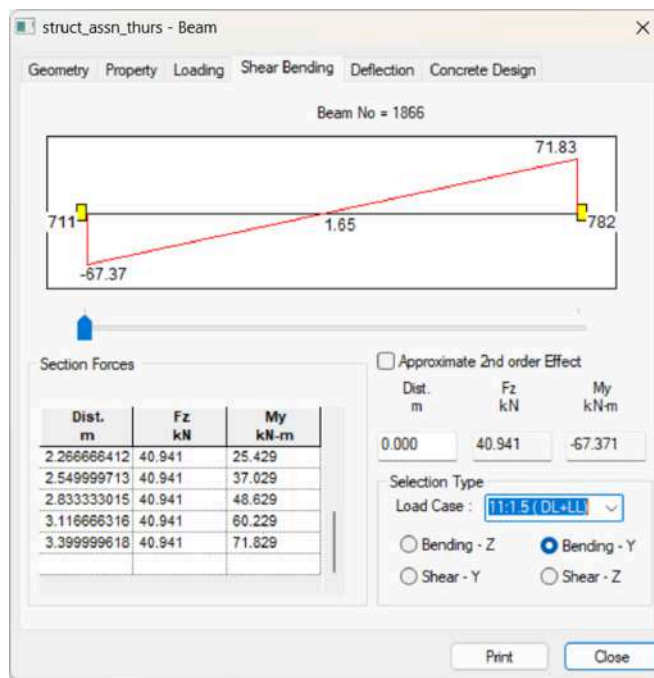 struct_assn_thurs - Beam
Geometry Property Loading Shear Bending Deflection Concrete Design
Beam No = 1866
71.83
711 1.65 782
-67.37
Section Forces
Approximate 2nd order Effect
Dist. Fz My
m kN kN-m
0.000 40.941 -67.371
Dist. Fz My
m kN kN-m
2.266666412 40.941 25.429
2.549999713 40.941 37.029
2.833333015 40.941 48.629
3.116666316 40.941 60.229
3.399999618 40.941 71.829
Selection Type
Load Case : 11:1.5 ( DL+LL)
Bending - Z Bending - Y
Shear - Y Shear - Z
Print Close